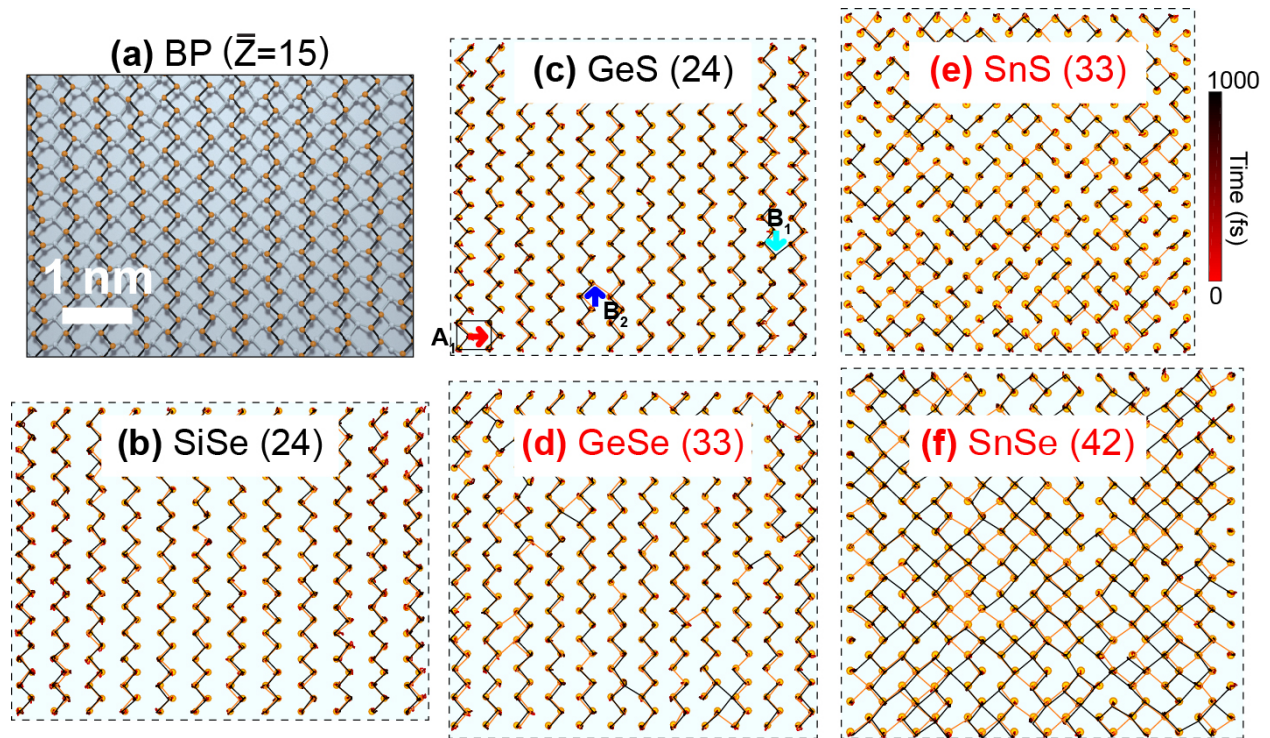 (a) BP (Z̄=15)
1 nm
(b) SiSe (24)
(c) GeS (24)
B₁
B₂
A₁
(d) GeSe (33)
(e) SnS (33)
1000
Time (fs)
0
(f) SnSe (42)